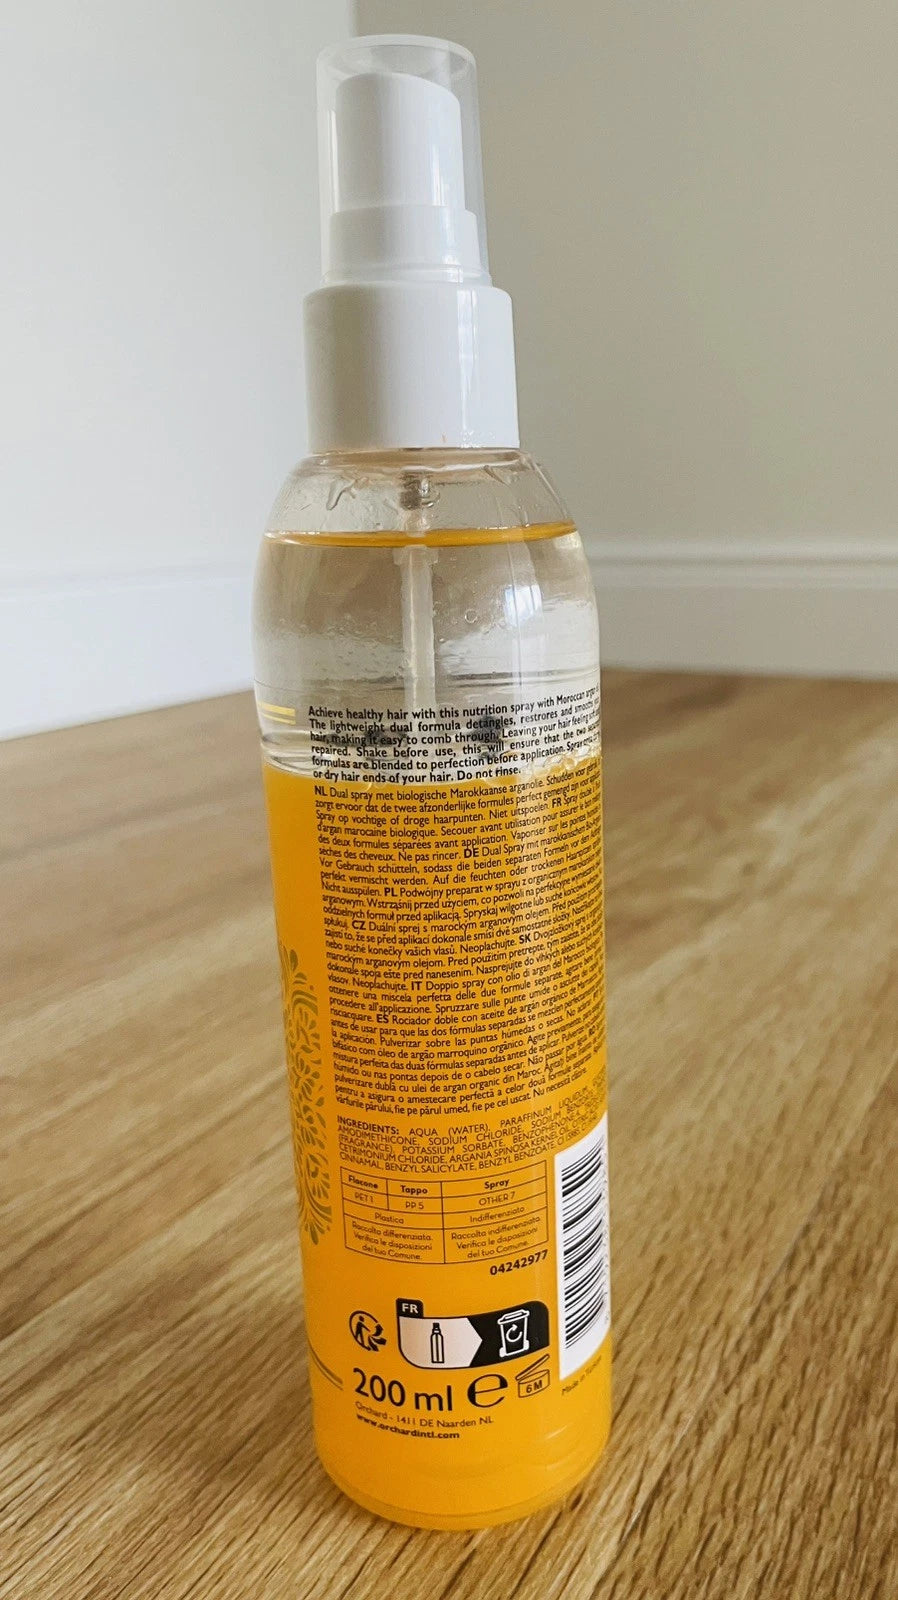 Achieve healthy hair with this nutrition spray with Moroccan argan
The lightweight dual formula detangles, restores and smooths
hair, making it easy to comb through. Leaving your hair feeling
repaired. Shake before use, this will ensure that the two
formulas are blended to perfection before application. Spray
or dry hair ends of your hair. Do not rinse.
NL Dual spray met biologische Marokkaanse arganolie. Schudden voor gebruik,
zorgt ervoor dat de twee afzonderlijke formules perfect gemengd zijn voor
Spray op vochtige of droge haarpunten. Niet uitspoelen. FR Spray double à
d'argan marocaine biologique. Secouer avant utilisation pour assurer le
des deux formules séparées avant application. Vaporiser sur les pointes
sèches des cheveux. Ne pas rincer. DE Dual Spray mit marokkanischem
Vor Gebrauch schütteln, sodass die beiden separaten Formeln vor dem
perfekt vermischt werden. Auf die feuchten oder trockenen Haarspitzen
Nicht ausspülen. PL Podwójny preparat w sprayu z organicznym marokańskim
arganowym. Wstrząśnij przed użyciem, co pozwoli na perfekcyjne wymieszanie
oddzielnych formuł przed aplikacją. Spryskaj wilgotne lub suche końcówki
spłukuj. CZ Duální sprej s marockým arganovým olejem. Před použitím
zajistí to, že se před aplikací dokonale smísí dvě samostatné složky.
nebo suché konečky vašich vlasů. Neoplachujte. SK Dvojzložkový sprej
marockým arganovým olejom. Pred použitím pretrepte, tým zaistíte, že
dokonale spoja ešte pred nanesením. Nasprejujte do vlhkých alebo
vlasov. Neoplachujte. IT Doppio spray con olio di argan del Marocco biologico.
ottenere una miscela perfetta delle due formule separate, agitare bene
procedere all'applicazione. Spruzzare sulle punte umide o asciutte
risciacquare. ES Rociador doble con aceite de argán orgánico de Marruecos
antes de usar para que las dos fórmulas separadas se mezclen perfectamente
la aplicación. Pulverizar sobre las puntas húmedas o secas. No aclarar.
bifásico com óleo de argão marroquino orgânico. Agite previamente
mistura perfeita das duas fórmulas separadas antes de aplicar. Pulverizar
húmido ou nas pontas depois de o cabelo secar. Não passar por água.
pulverizare dublă cu ulei de argan organic din Maroc. Agitați bine
pentru a asigura o amestecare perfectă a celor două formule separate.
vârfurile părului, fie pe părul umed, fie pe cel uscat. Nu necesită clătire.
INGREDIENTS: AQUA (WATER), PARAFFINUM LIQUIDUM,
AMODIMETHICONE, SODIUM CHLORIDE, SODIUM
(FRAGRANCE), POTASSIUM SORBATE, BENZOPHENONE-4,
CETRIMONIUM CHLORIDE, ARGANIA SPINOSA KERNEL OIL,
CINNAMAL, BENZYL SALICYLATE, BENZYL BENZOATE.
Flacone Tappo Spray
PET 1 PP 5 OTHER 7
Plastica Indifferenziato
Raccolta differenziata. Raccolta indifferenziata.
Verifica le disposizioni Verifica le disposizioni
del tuo Comune. del tuo Comune.
04242977
FR
200 ml e 6 M
Made in
Orchard - 1411 DE Naarden NL
www.orchardintl.com